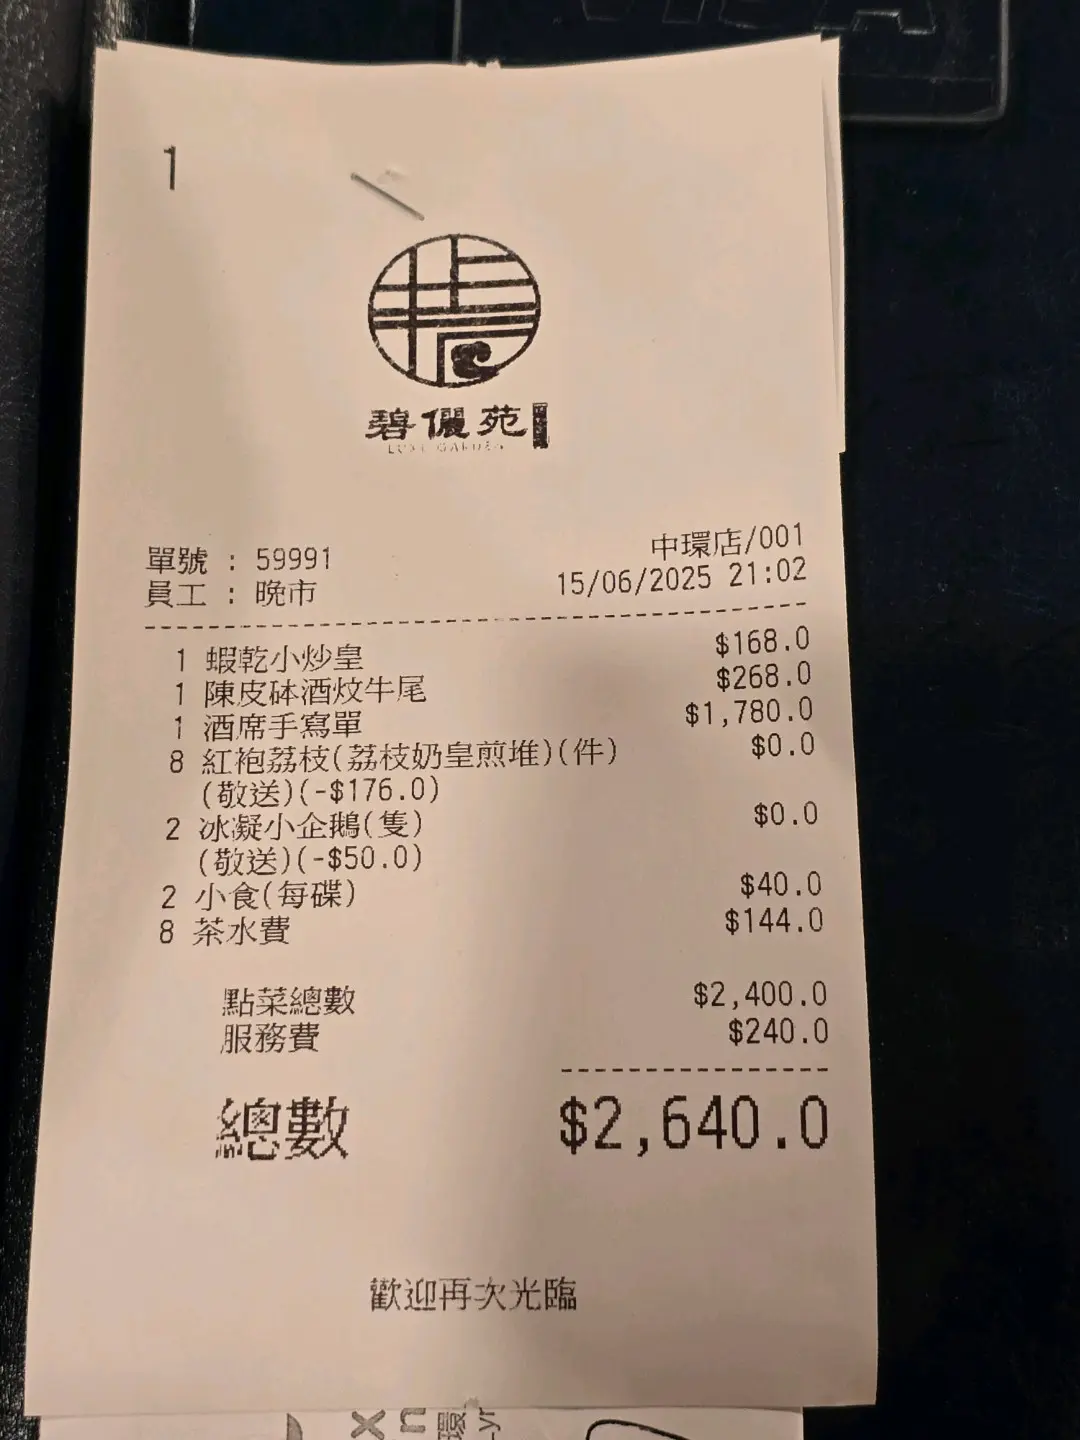 1
碧儷苑
單號 : 59991 中環店/001
員工 : 晚市 15/06/2025 21:02
1 蝦乾小炒皇 $168.0
1 陳皮砵酒炆牛尾 $268.0
1 酒席手寫單 $1,780.0
8 紅袍荔枝(荔枝奶皇煎堆)(件) $0.0
(敬送)(-$176.0)
2 冰凝小企鵝(隻) $0.0
(敬送)(-$50.0)
2 小食(每碟) $40.0
8 茶水費 $144.0
點菜總數 $2,400.0
服務費 $240.0
總數 $2,640.0
歡迎再次光臨